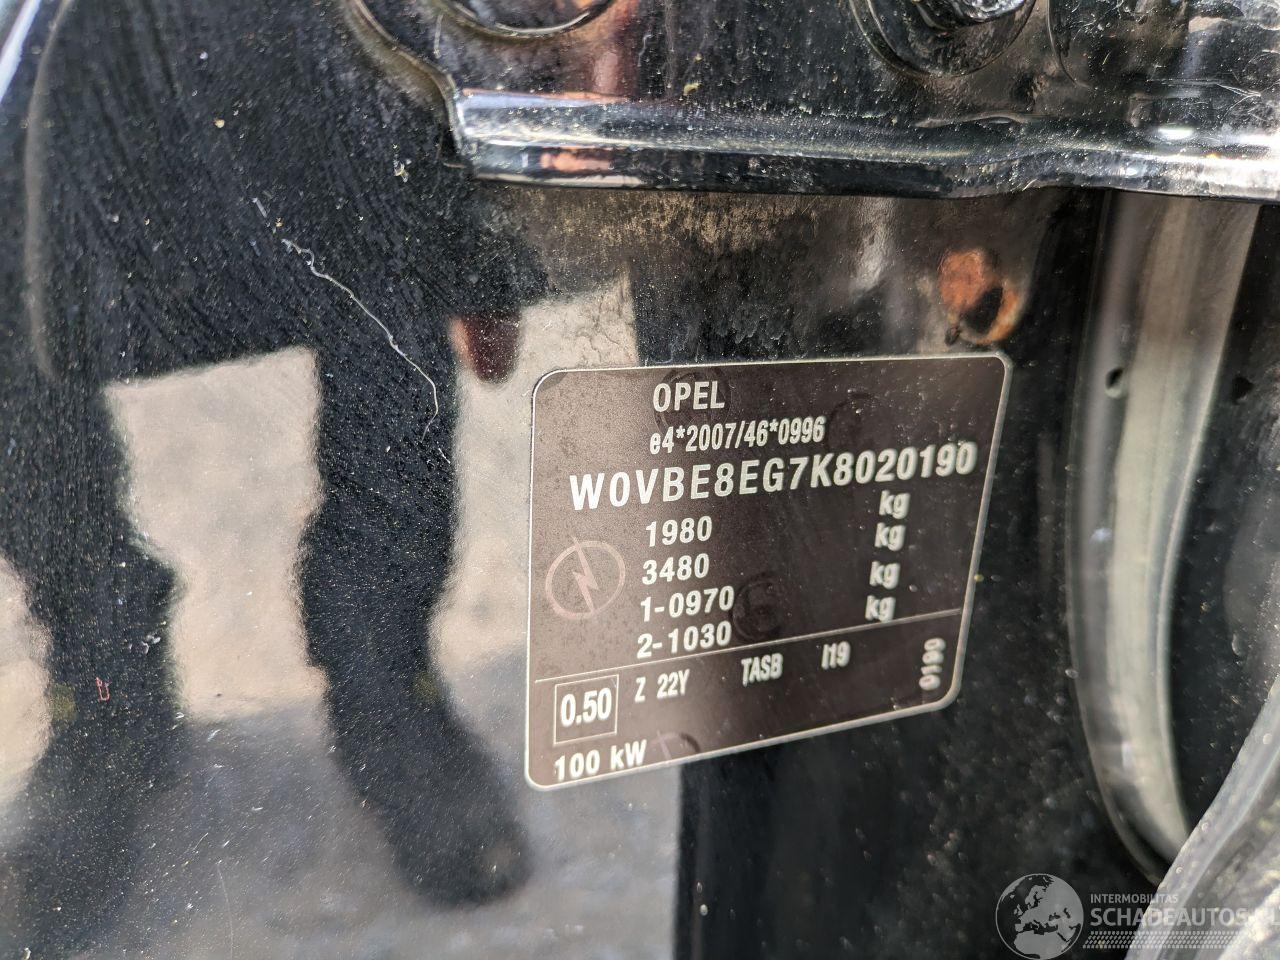 OPEL
e4*2007/46*0996
W0VBE8EG7K8020190
1980 kg
3480 kg
1-0970 kg
2-1030 kg
0.50 Z 22Y TASB I19 0190
100 kW
INTERMOBILITAS
SCHADEAUTOS.NL